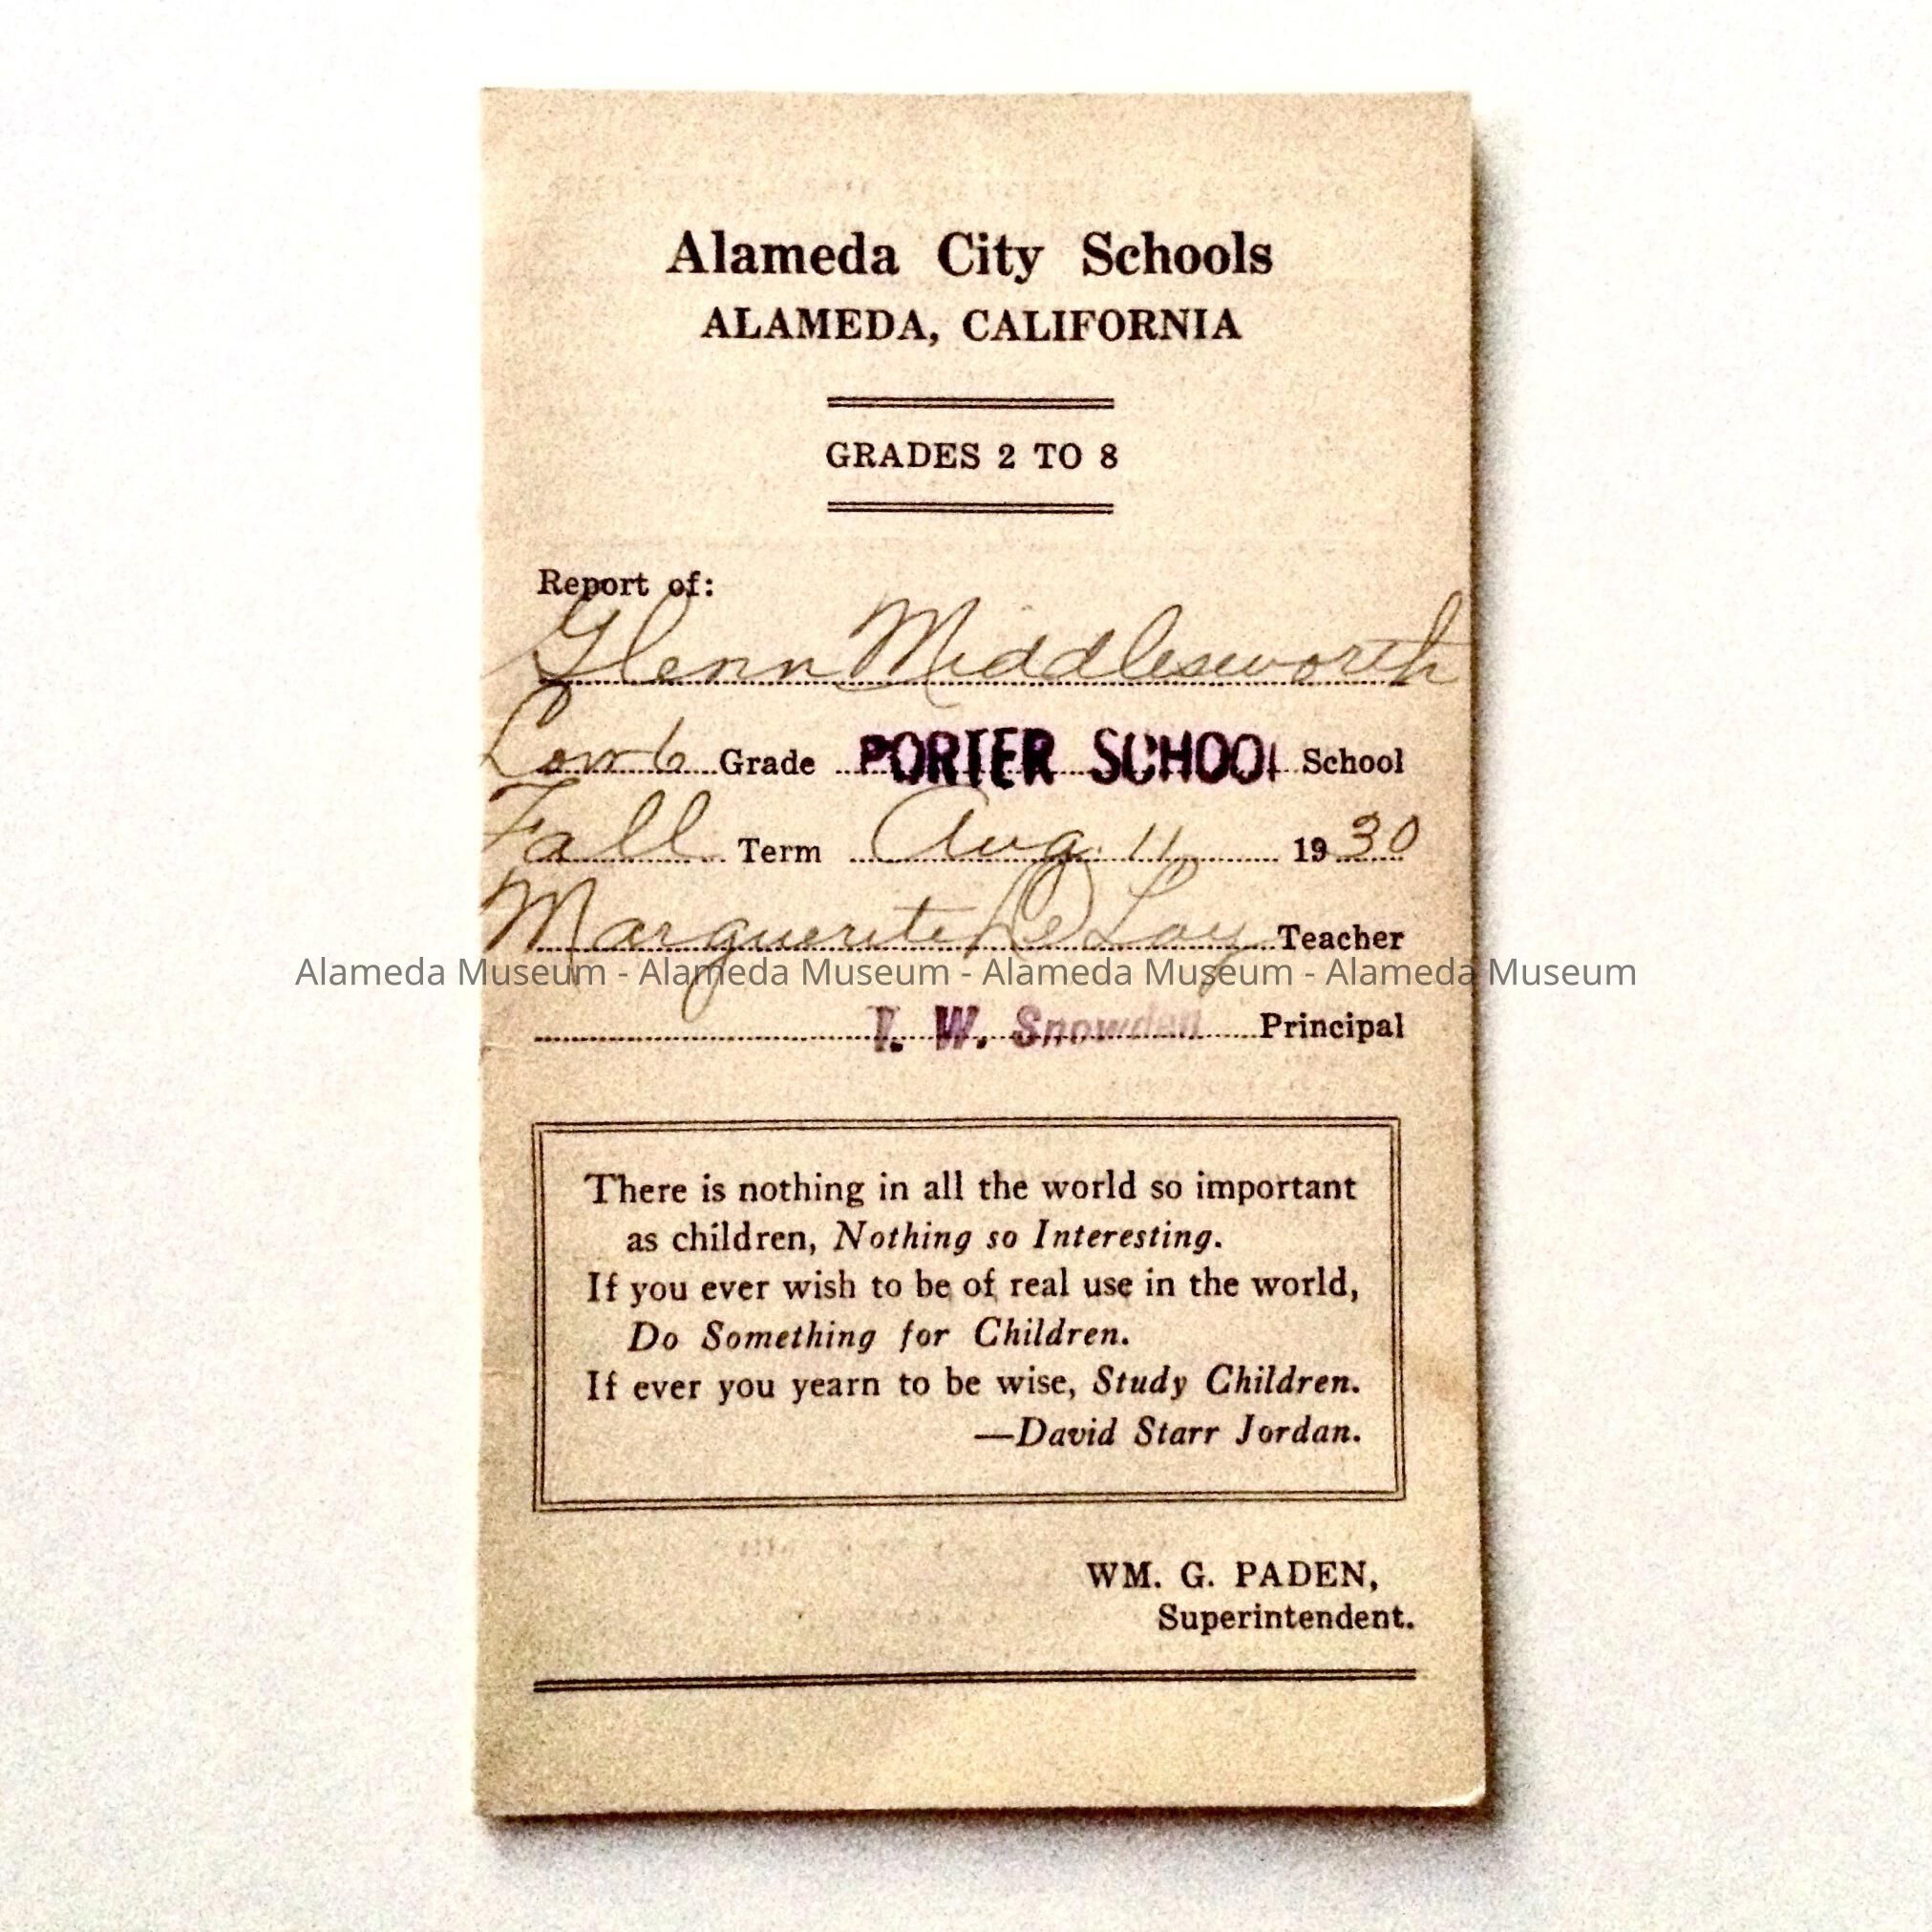 Alameda City Schools
ALAMEDA, CALIFORNIA
GRADES 2 TO 8
Report of:
Glenn Middlesworth
Low 6 Grade PORTER SCHOOL School
Fall Term Aug. 11 1930
Marguerite De Loy Teacher
Alameda Museum - Alameda Museum - Alameda Museum - Alameda Museum
I. W. Snowden Principal
There is nothing in all the world so important
as children, Nothing so Interesting.
If you ever wish to be of real use in the world,
Do Something for Children.
If ever you yearn to be wise, Study Children.
—David Starr Jordan.
WM. G. PADEN,
Superintendent.